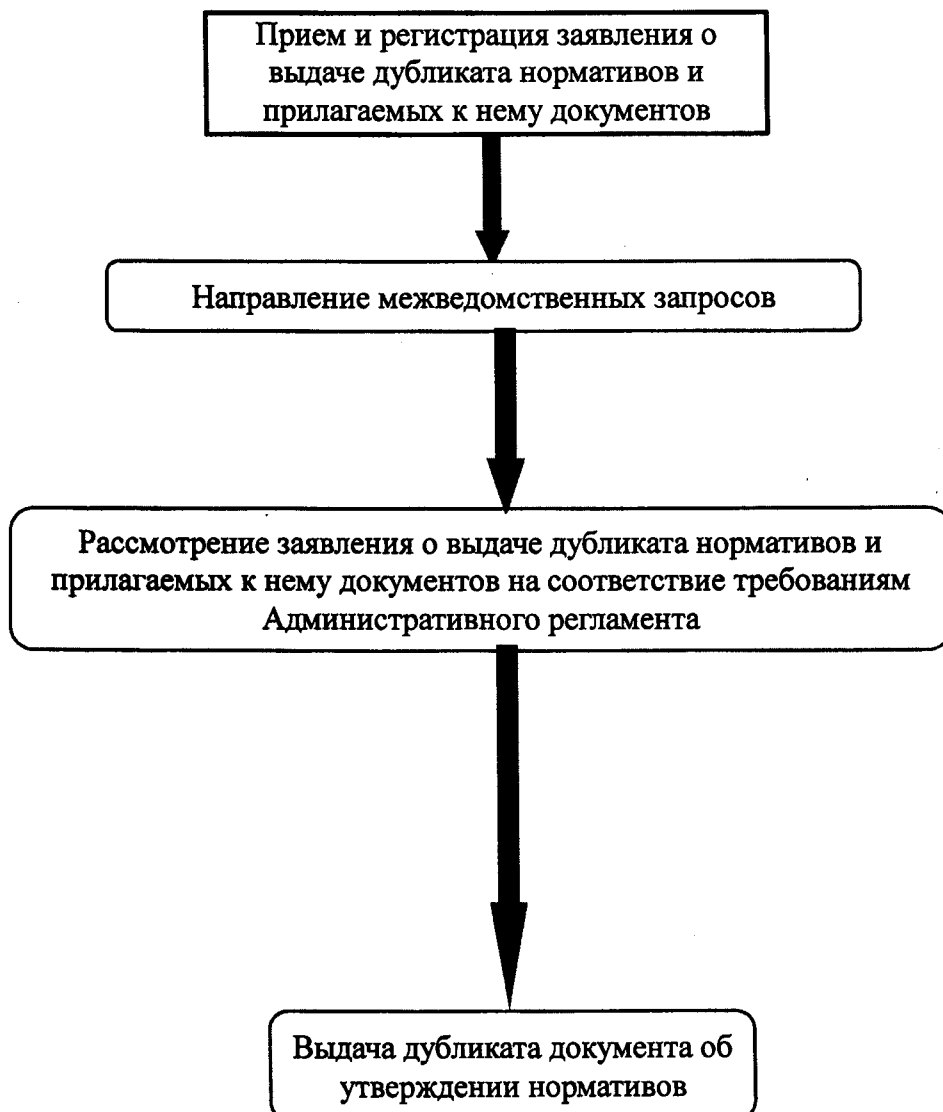 Прием и регистрация заявления о
выдаче дубликата нормативов и
прилагаемых к нему документов
Направление межведомственных запросов
Рассмотрение заявления о выдаче дубликата нормативов и
прилагаемых к нему документов на соответствие требованиям
Административного регламента
Выдача дубликата документа об
утверждении нормативов